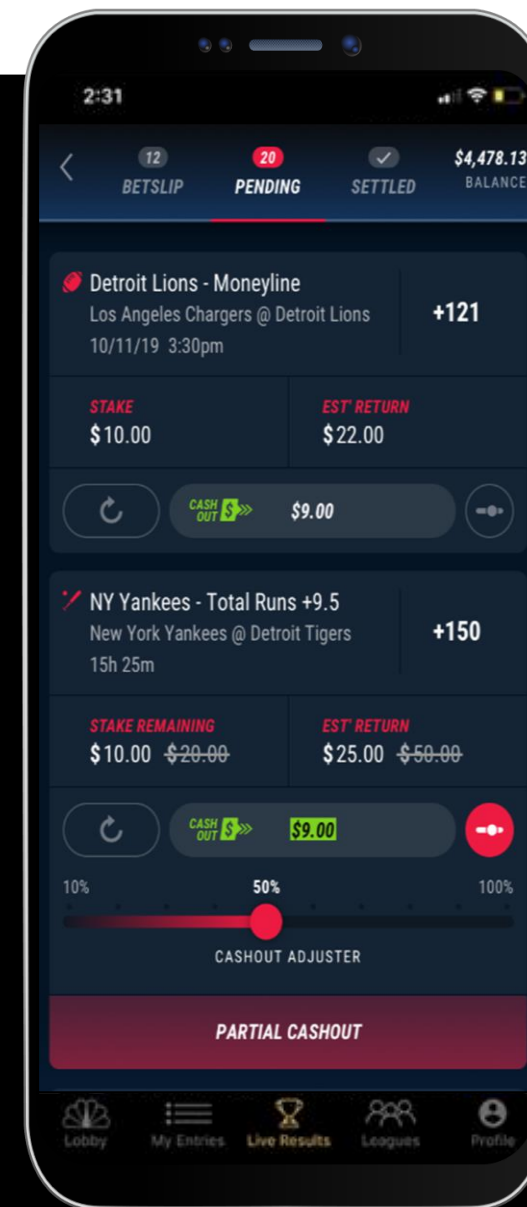 2:31
12 20 $4,478.13
BETSLIP PENDING SETTLED BALANCE
Detroit Lions - Moneyline
Los Angeles Chargers @ Detroit Lions +121
10/11/19 3:30pm
STAKE EST' RETURN
$10.00 $22.00
CASH OUT $ $9.00
NY Yankees - Total Runs +9.5
New York Yankees @ Detroit Tigers +150
15h 25m
STAKE REMAINING EST' RETURN
$10.00 $20.00 $25.00 $50.00
CASH OUT $ $9.00
10% 50% 100%
CASHOUT ADJUSTER
PARTIAL CASHOUT
Lobby My Entries Live Results Leagues Profile